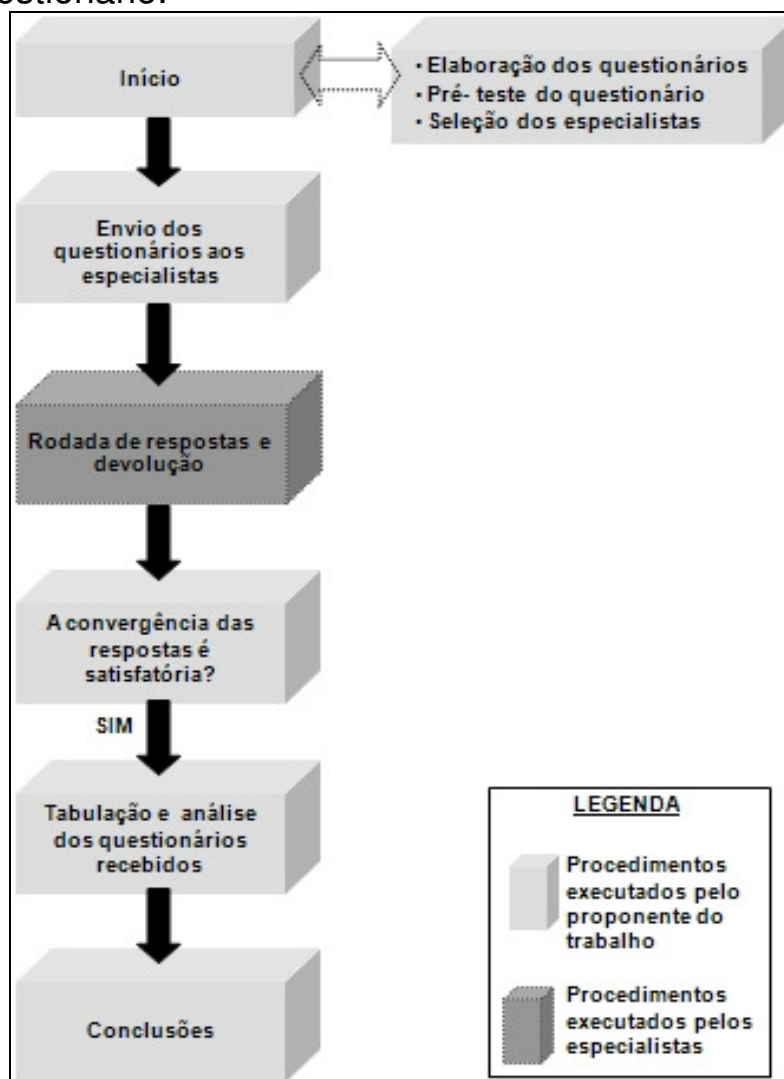 Início
• Elaboração dos questionários
• Pré- teste do questionário
• Seleção dos especialistas
Envio dos
questionários aos
especialistas
Rodada de respostas e
devolução
A convergência das
respostas é
satisfatória?
SIM
Tabulação e análise
dos questionários
recebidos
Conclusões
LEGENDA
Procedimentos
executados pelo
proponente do
trabalho
Procedimentos
executados pelos
especialistas